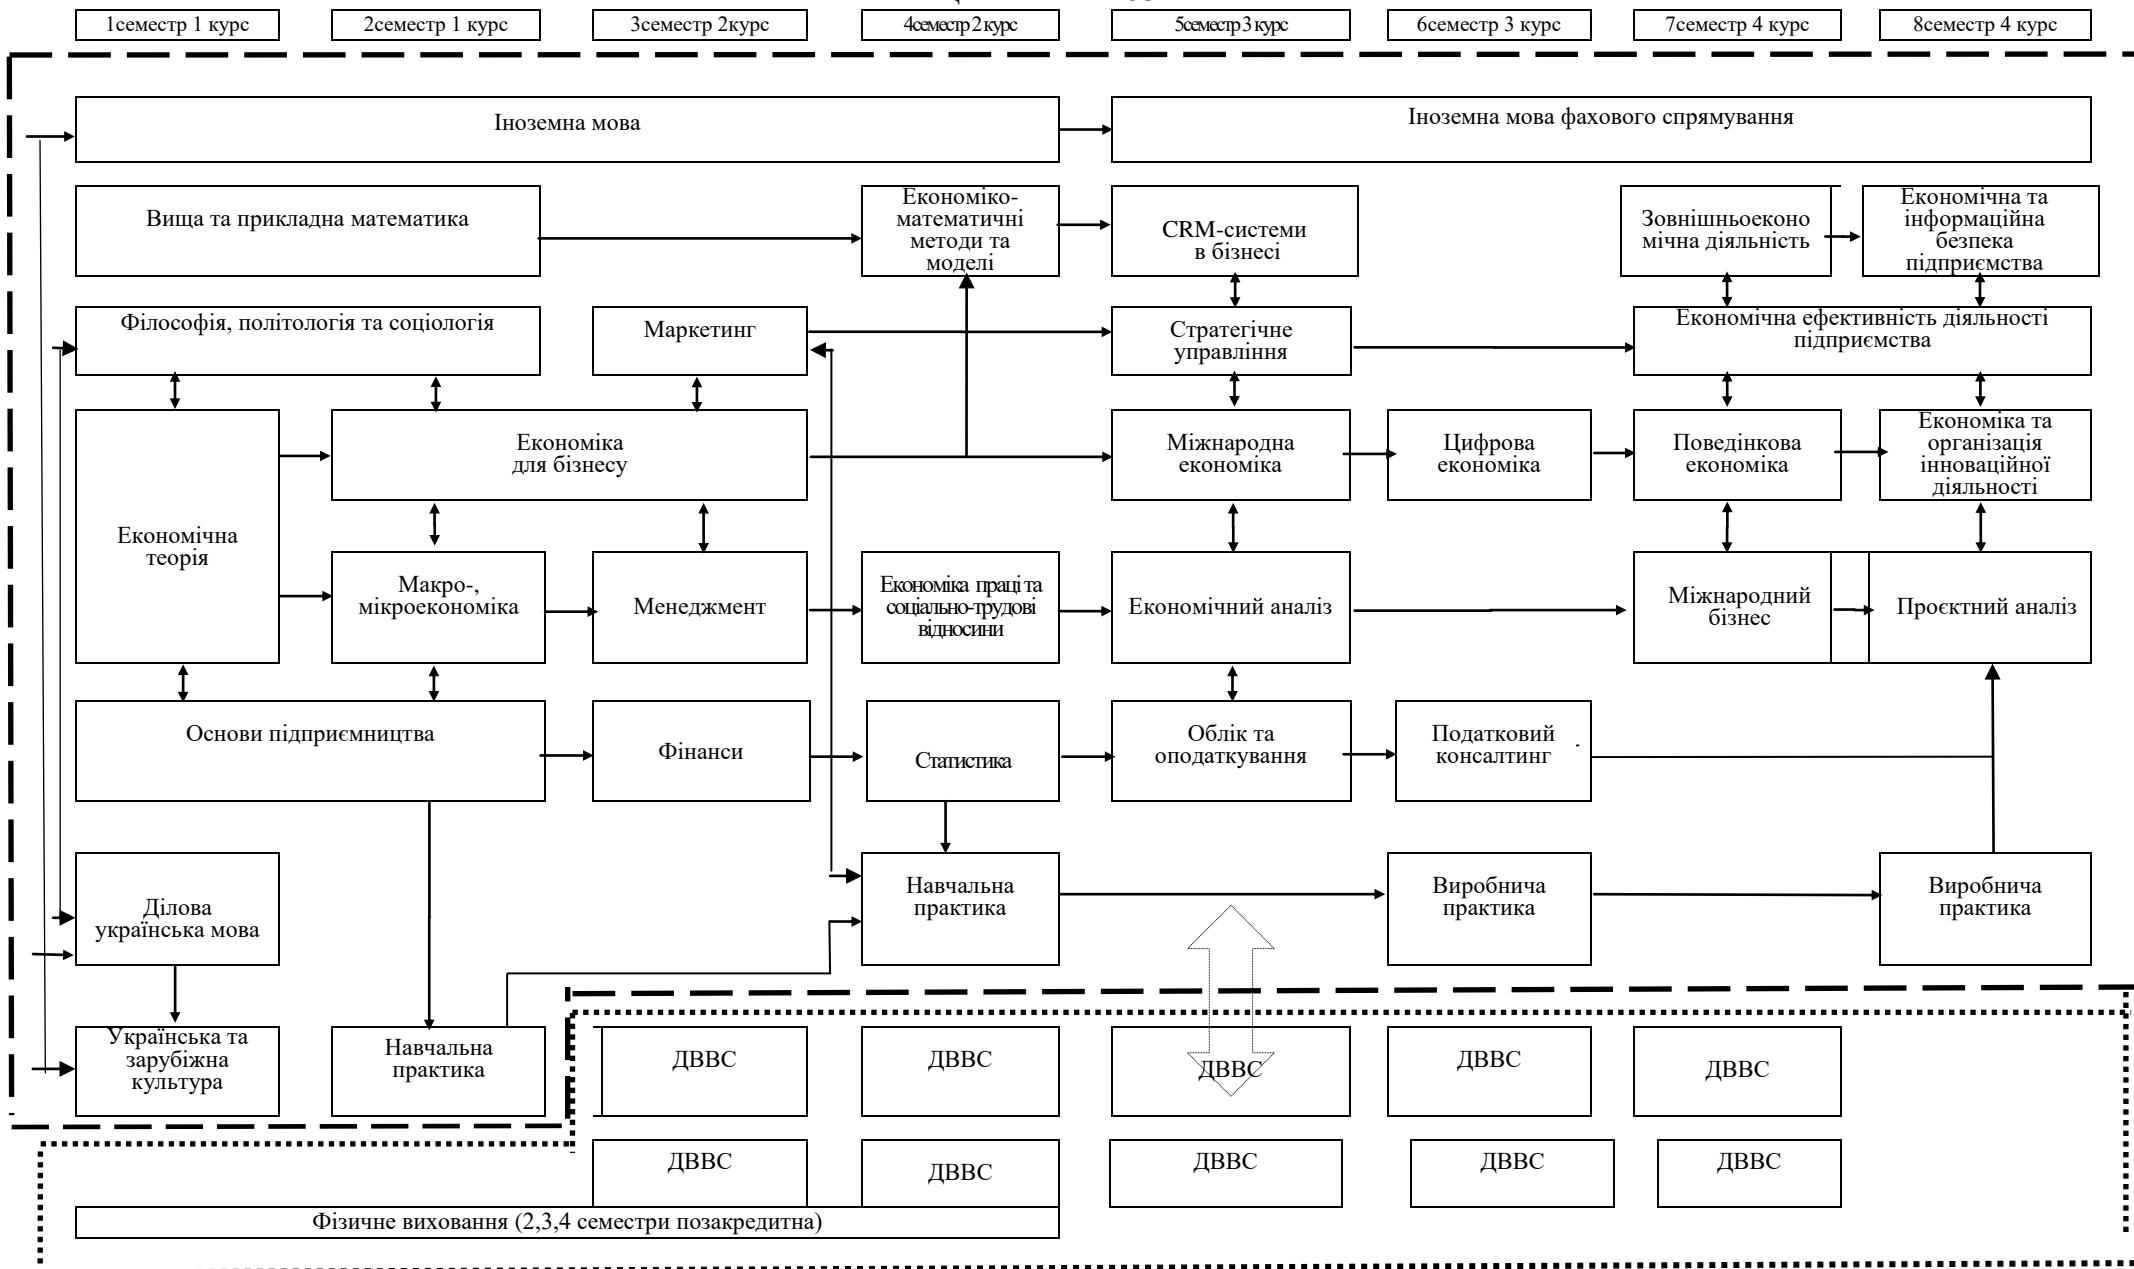 1семестр 1 курс
2семестр 1 курс
3семестр 2курс
4семестр 2 курс
5семестр 3 курс
6семестр 3 курс
7семестр 4 курс
8семестр 4 курс
Іноземна мова
Іноземна мова фахового спрямування
Вища та прикладна математика
Економіко-
математичні
методи та
моделі
CRM-системи
в бізнесі
Зовнішньоеконо
мічна діяльність
Економічна та
інформаційна
безпека
підприємства
Філософія, політологія та соціологія
Маркетинг
Стратегічне
управління
Економічна ефективність діяльності
підприємства
Економічна
теорія
Економіка
для бізнесу
Міжнародна
економіка
Цифрова
економіка
Поведінкова
економіка
Економіка та
організація
інноваційної
діяльності
Макро-,
мікроекономіка
Менеджмент
Економіка праці та
соціально-трудові
відносини
Економічний аналіз
Міжнародний
бізнес
Проєктний аналіз
Основи підприємництва
Фінанси
Статистика
Облік та
оподаткування
Податковий
консалтинг
Ділова
українська мова
Навчальна
практика
Виробнича
практика
Виробнича
практика
Українська та
зарубіжна
культура
Навчальна
практика
ДВВС
ДВВС
ДВВС
ДВВС
ДВВС
ДВВС
ДВВС
ДВВС
ДВВС
ДВВС
Фізичне виховання (2,3,4 семестри позакредитна)